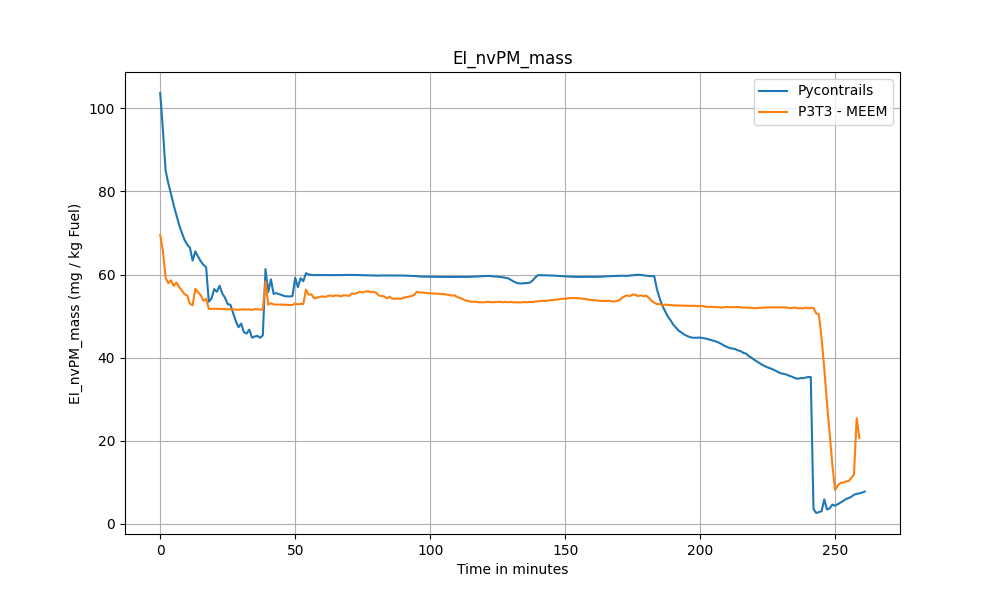 EI_nvPM_mass
Pycontrails
P3T3 - MEEM
EI_nvPM_mass (mg / kg Fuel)
100
80
60
40
20
0
0 50 100 150 200 250
Time in minutes